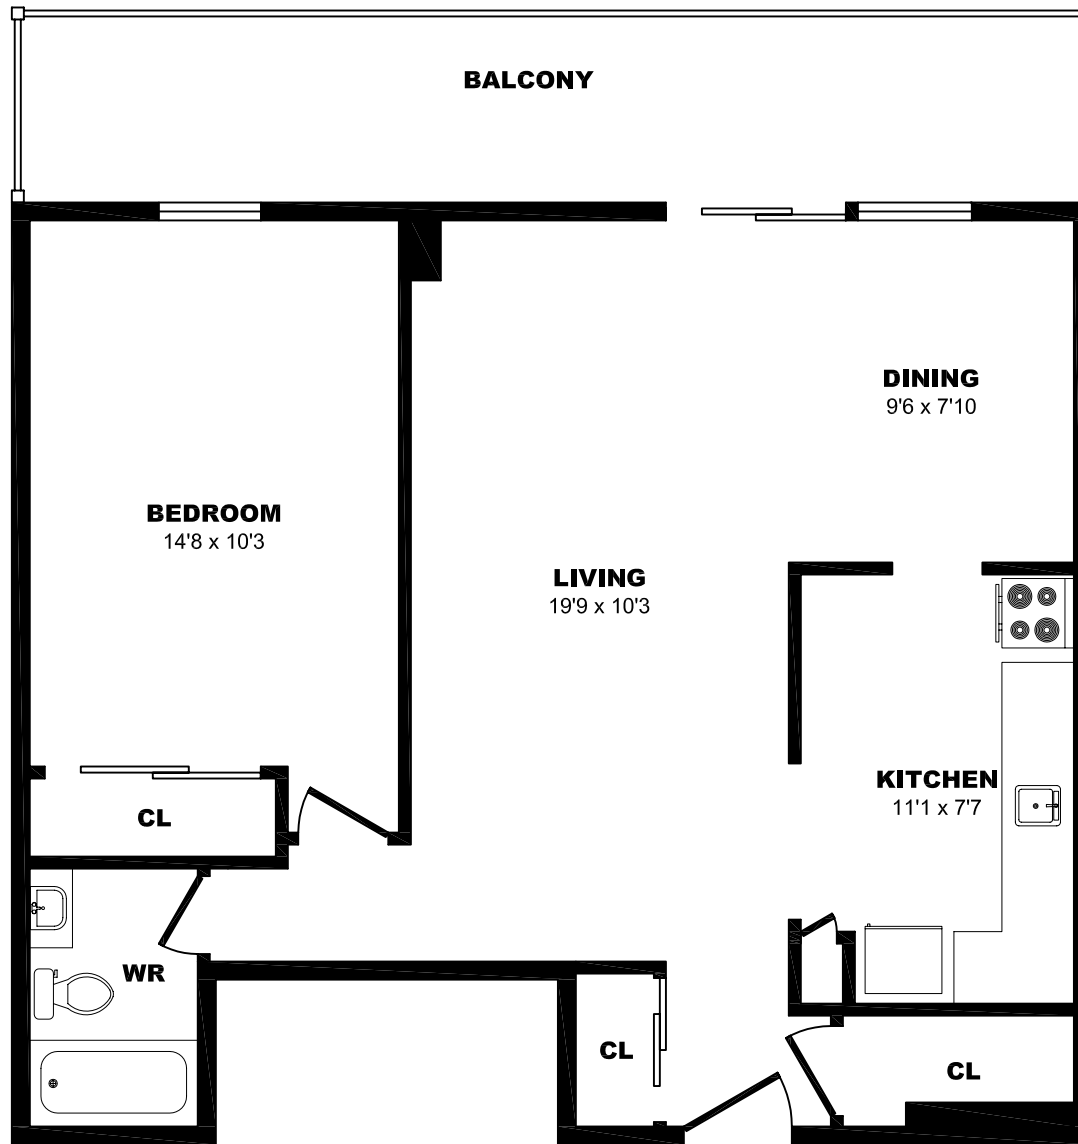 BALCONY
DINING
9'6 x 7'10
BEDROOM
14'8 x 10'3
LIVING
19'9 x 10'3
KITCHEN
11'1 x 7'7
CL
WR
CL
CL